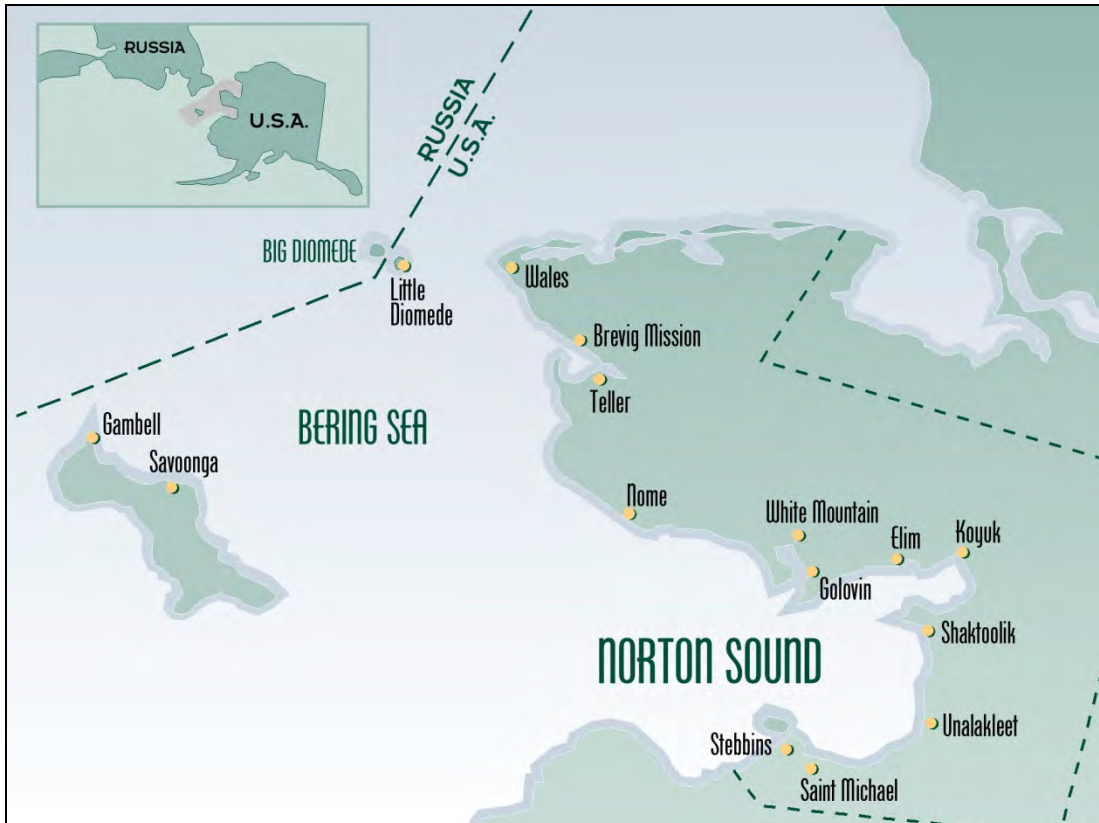 RUSSIA
U.S.A.
RUSSIA
U.S.A.
BIG DIOMEDE
Little
Diomede
Wales
Brevig Mission
Teller
BERING SEA
Gambell
Savoonga
Nome
White Mountain
Elim
Koyuk
Golovin
Shaktoolik
NORTON SOUND
Unalakleet
Stebbins
Saint Michael